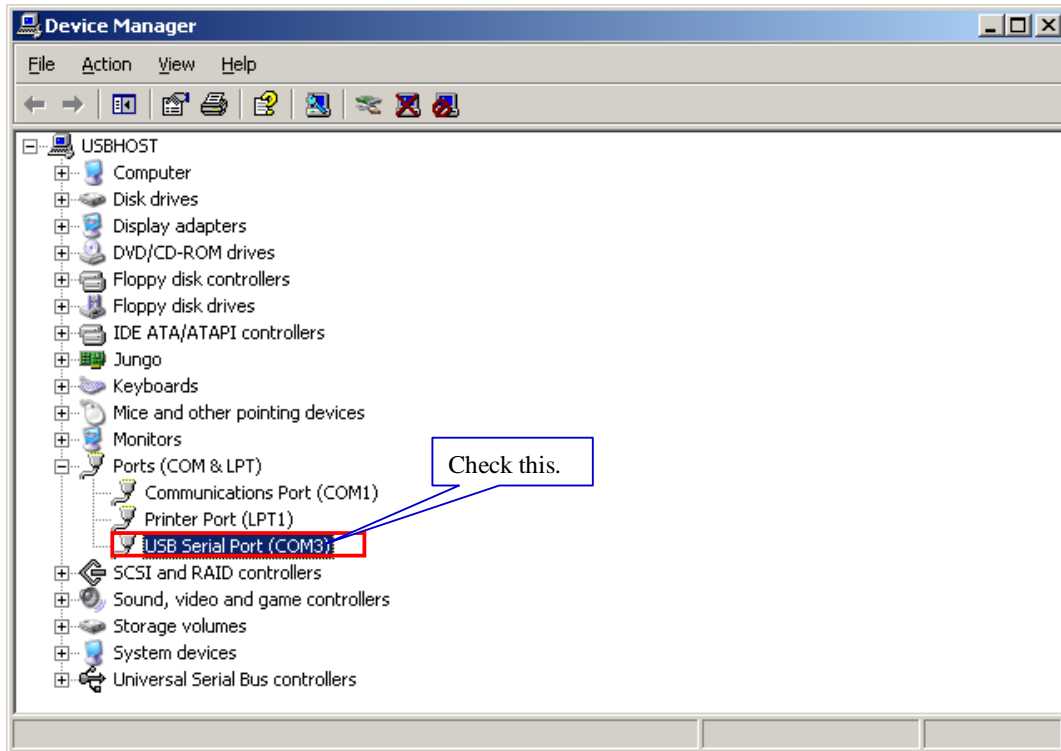 Device Manager
File Action View Help
USBHOST
Computer
Disk drives
Display adapters
DVD/CD-ROM drives
Floppy disk controllers
Floppy disk drives
IDE ATA/ATAPI controllers
Jungo
Keyboards
Mice and other pointing devices
Monitors
Ports (COM & LPT)
Check this.
Communications Port (COM1)
Printer Port (LPT1)
USB Serial Port (COM3)
SCSI and RAID controllers
Sound, video and game controllers
Storage volumes
System devices
Universal Serial Bus controllers